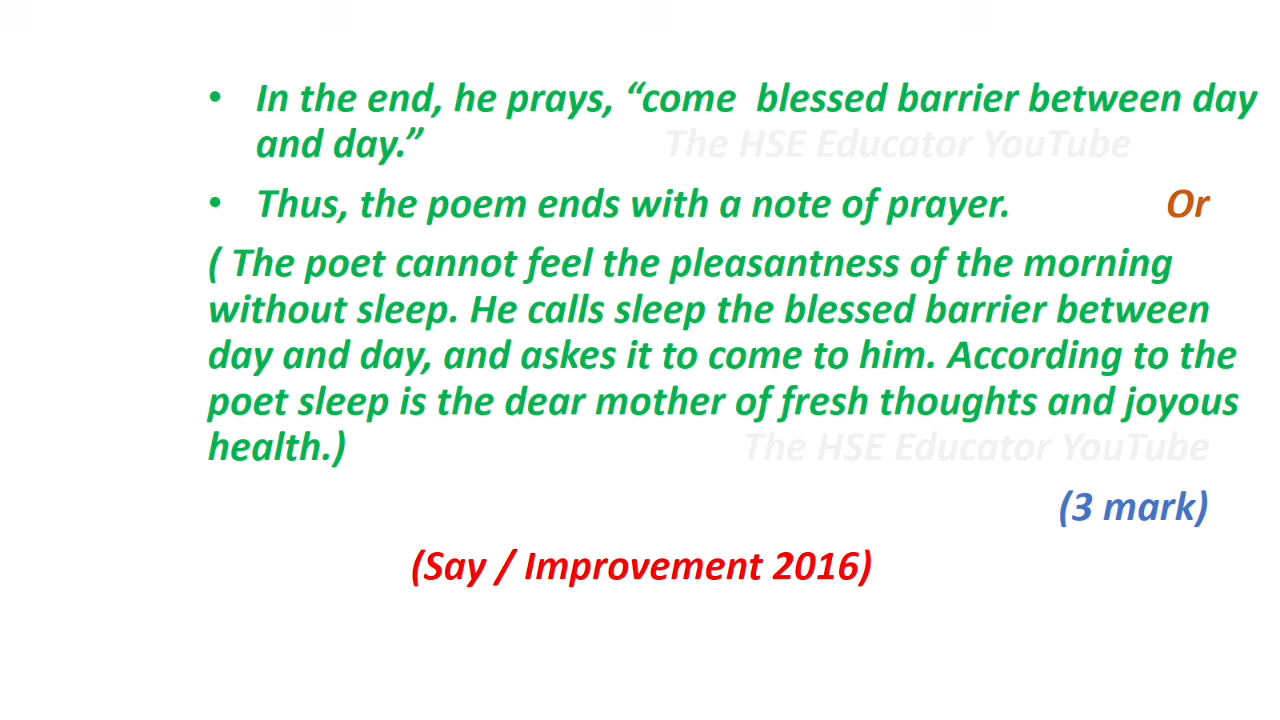 • In the end, he prays, “come blessed barrier between day
and day.” The HSE Educator YouTube
• Thus, the poem ends with a note of prayer. Or
( The poet cannot feel the pleasantness of the morning
without sleep. He calls sleep the blessed barrier between
day and day, and askes it to come to him. According to the
poet sleep is the dear mother of fresh thoughts and joyous
health.) The HSE Educator YouTube
(3 mark)
(Say / Improvement 2016)